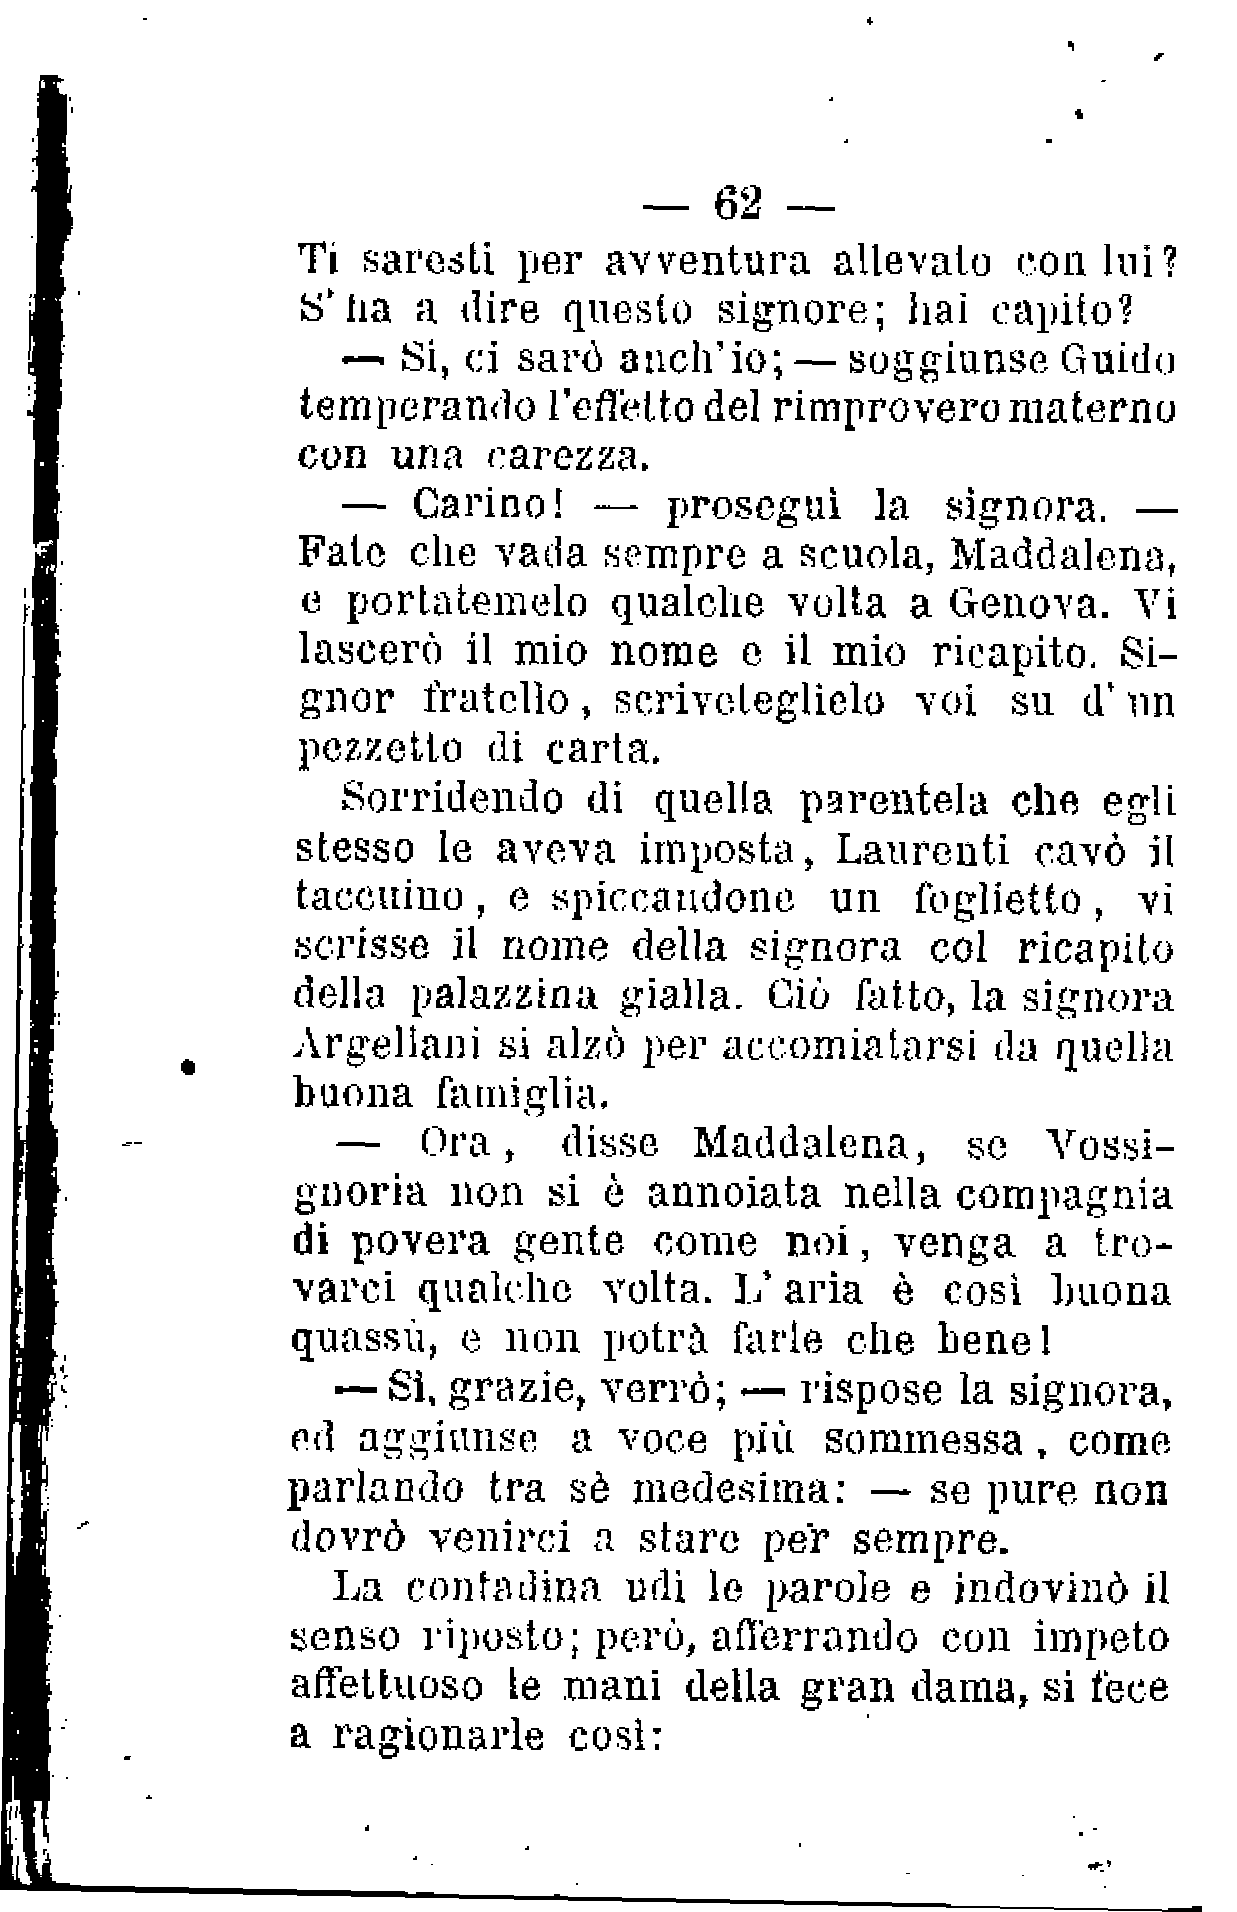 — 62 —
Ti saresti per avventura allevato con lui?
S'ha a dire questo signore; hai capito?
— Si, ci sarò anch'io; — soggiunse Guido
temperando l'effetto del rimprovero materno
con una carezza.
— Carino! — proseguì la signora. —
Fate che vada sempre a scuola, Maddalena,
e portatemelo qualche volta a Genova. Vi
lascerò il mio nome e il mio ricapito. Si-
gnor fratello, scriveteglielo voi su d'un
pezzetto di carta.
Sorridendo di quella parentela che egli
stesso le aveva imposta, Laurenti cavò il
taccuino, e spiccandone un foglietto, vi
scrisse il nome della signora col ricapito
della palazzina gialla. Ciò fatto, la signora
Argellani si alzò per accomiatarsi da quella
buona famiglia.
— Ora, disse Maddalena, se Vossi-
gnoria non si è annoiata nella compagnia
di povera gente come noi, venga a tro-
varci qualche volta. L'aria è così buona
quassù, e non potrà farle che bene!
— Sì, grazie, verrò; — rispose la signora,
ed aggiunse a voce più sommessa, come
parlando tra sè medesima: — se pure non
dovrò venirci a stare per sempre.
La contadina udì le parole e indovinò il
senso riposto; però, afferrando con impeto
affettuoso le mani della gran dama, si fece
a ragionarle così: